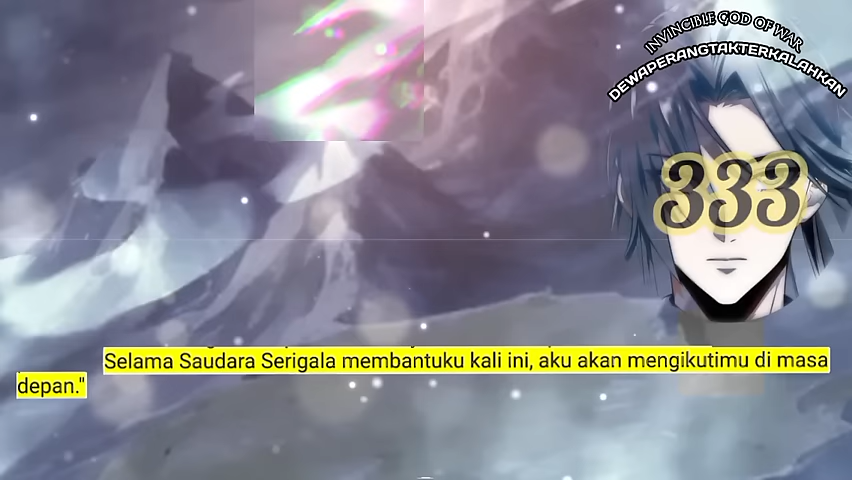 INVINCIBLE GOD OF WAR
DEWAPERANGTAKTERKALAHKAN
333
Selama Saudara Serigala membantuku kali ini, aku akan mengikutimu di masa
depan."